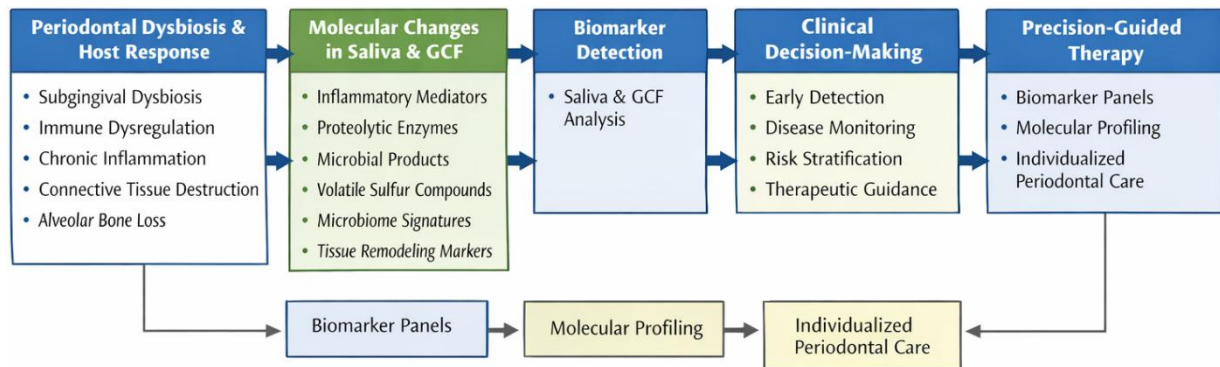 Periodontal Dysbiosis &
Host Response
• Subgingival Dysbiosis
• Immune Dysregulation
• Chronic Inflammation
• Connective Tissue Destruction
• Alveolar Bone Loss
Molecular Changes
in Saliva & GCF
• Inflammatory Mediators
• Proteolytic Enzymes
• Microbial Products
• Volatile Sulfur Compounds
• Microbiome Signatures
• Tissue Remodeling Markers
Biomarker
Detection
• Saliva & GCF
Analysis
Clinical
Decision-Making
• Early Detection
• Disease Monitoring
• Risk Stratification
• Therapeutic Guidance
Precision-Guided
Therapy
• Biomarker Panels
• Molecular Profiling
• Individualized
Periodontal Care
Biomarker Panels
Molecular Profiling
Individualized
Periodontal Care